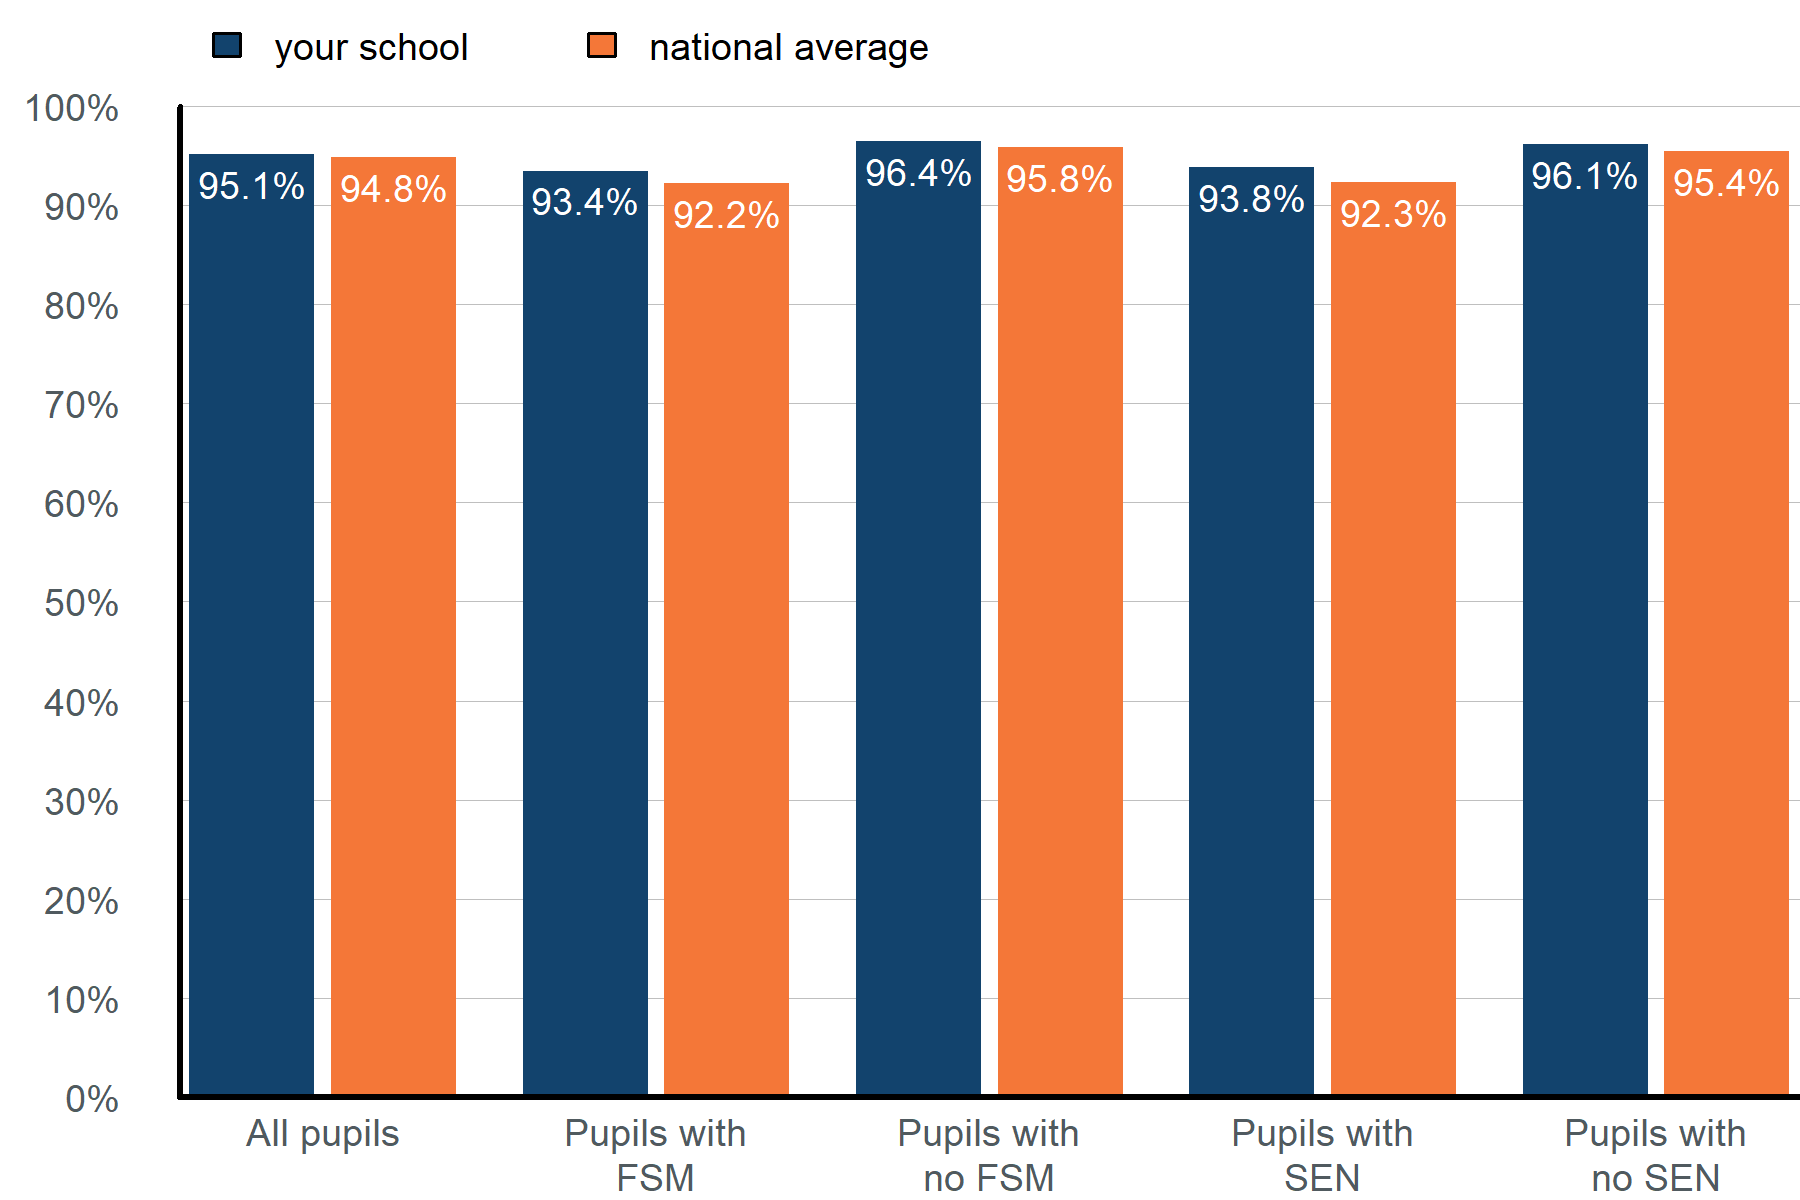 your school national average
100%
90%
80%
70%
60%
50%
40%
30%
20%
10%
0%
95.1% 94.8% 93.4% 92.2% 96.4% 95.8% 93.8% 92.3% 96.1% 95.4%
All pupils Pupils with Pupils with Pupils with Pupils with
FSM no FSM SEN no SEN